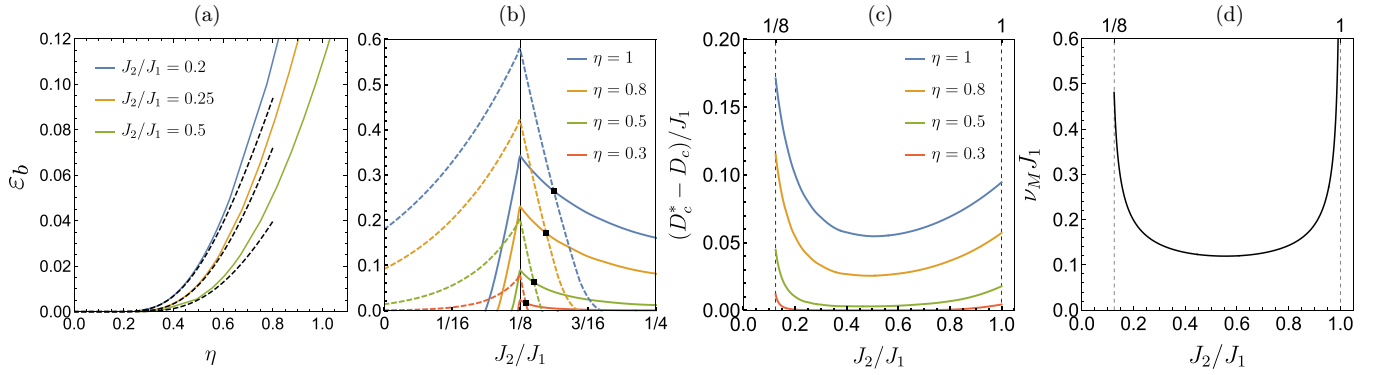 (a)
0.12
0.10
0.08
0.06
0.04
0.02
0.00
0.0 0.2 0.4 0.6 0.8 1.0
ε_b
η
J_2/J_1 = 0.2
J_2/J_1 = 0.25
J_2/J_1 = 0.5
(b)
0.6
0.5
0.4
0.3
0.2
0.1
0.0
0 1/16 1/8 3/16 1/4
J_2/J_1
η = 1
η = 0.8
η = 0.5
η = 0.3
(c)
1/8 1
0.20
0.15
0.10
0.05
0.00
0.2 0.4 0.6 0.8 1.0
(D_c^* − D_c)/J_1
J_2/J_1
η = 1
η = 0.8
η = 0.5
η = 0.3
(d)
1/8 1
0.6
0.5
0.4
0.3
0.2
0.1
0.0
0.0 0.2 0.4 0.6 0.8 1.0
ν_M J_1
J_2/J_1